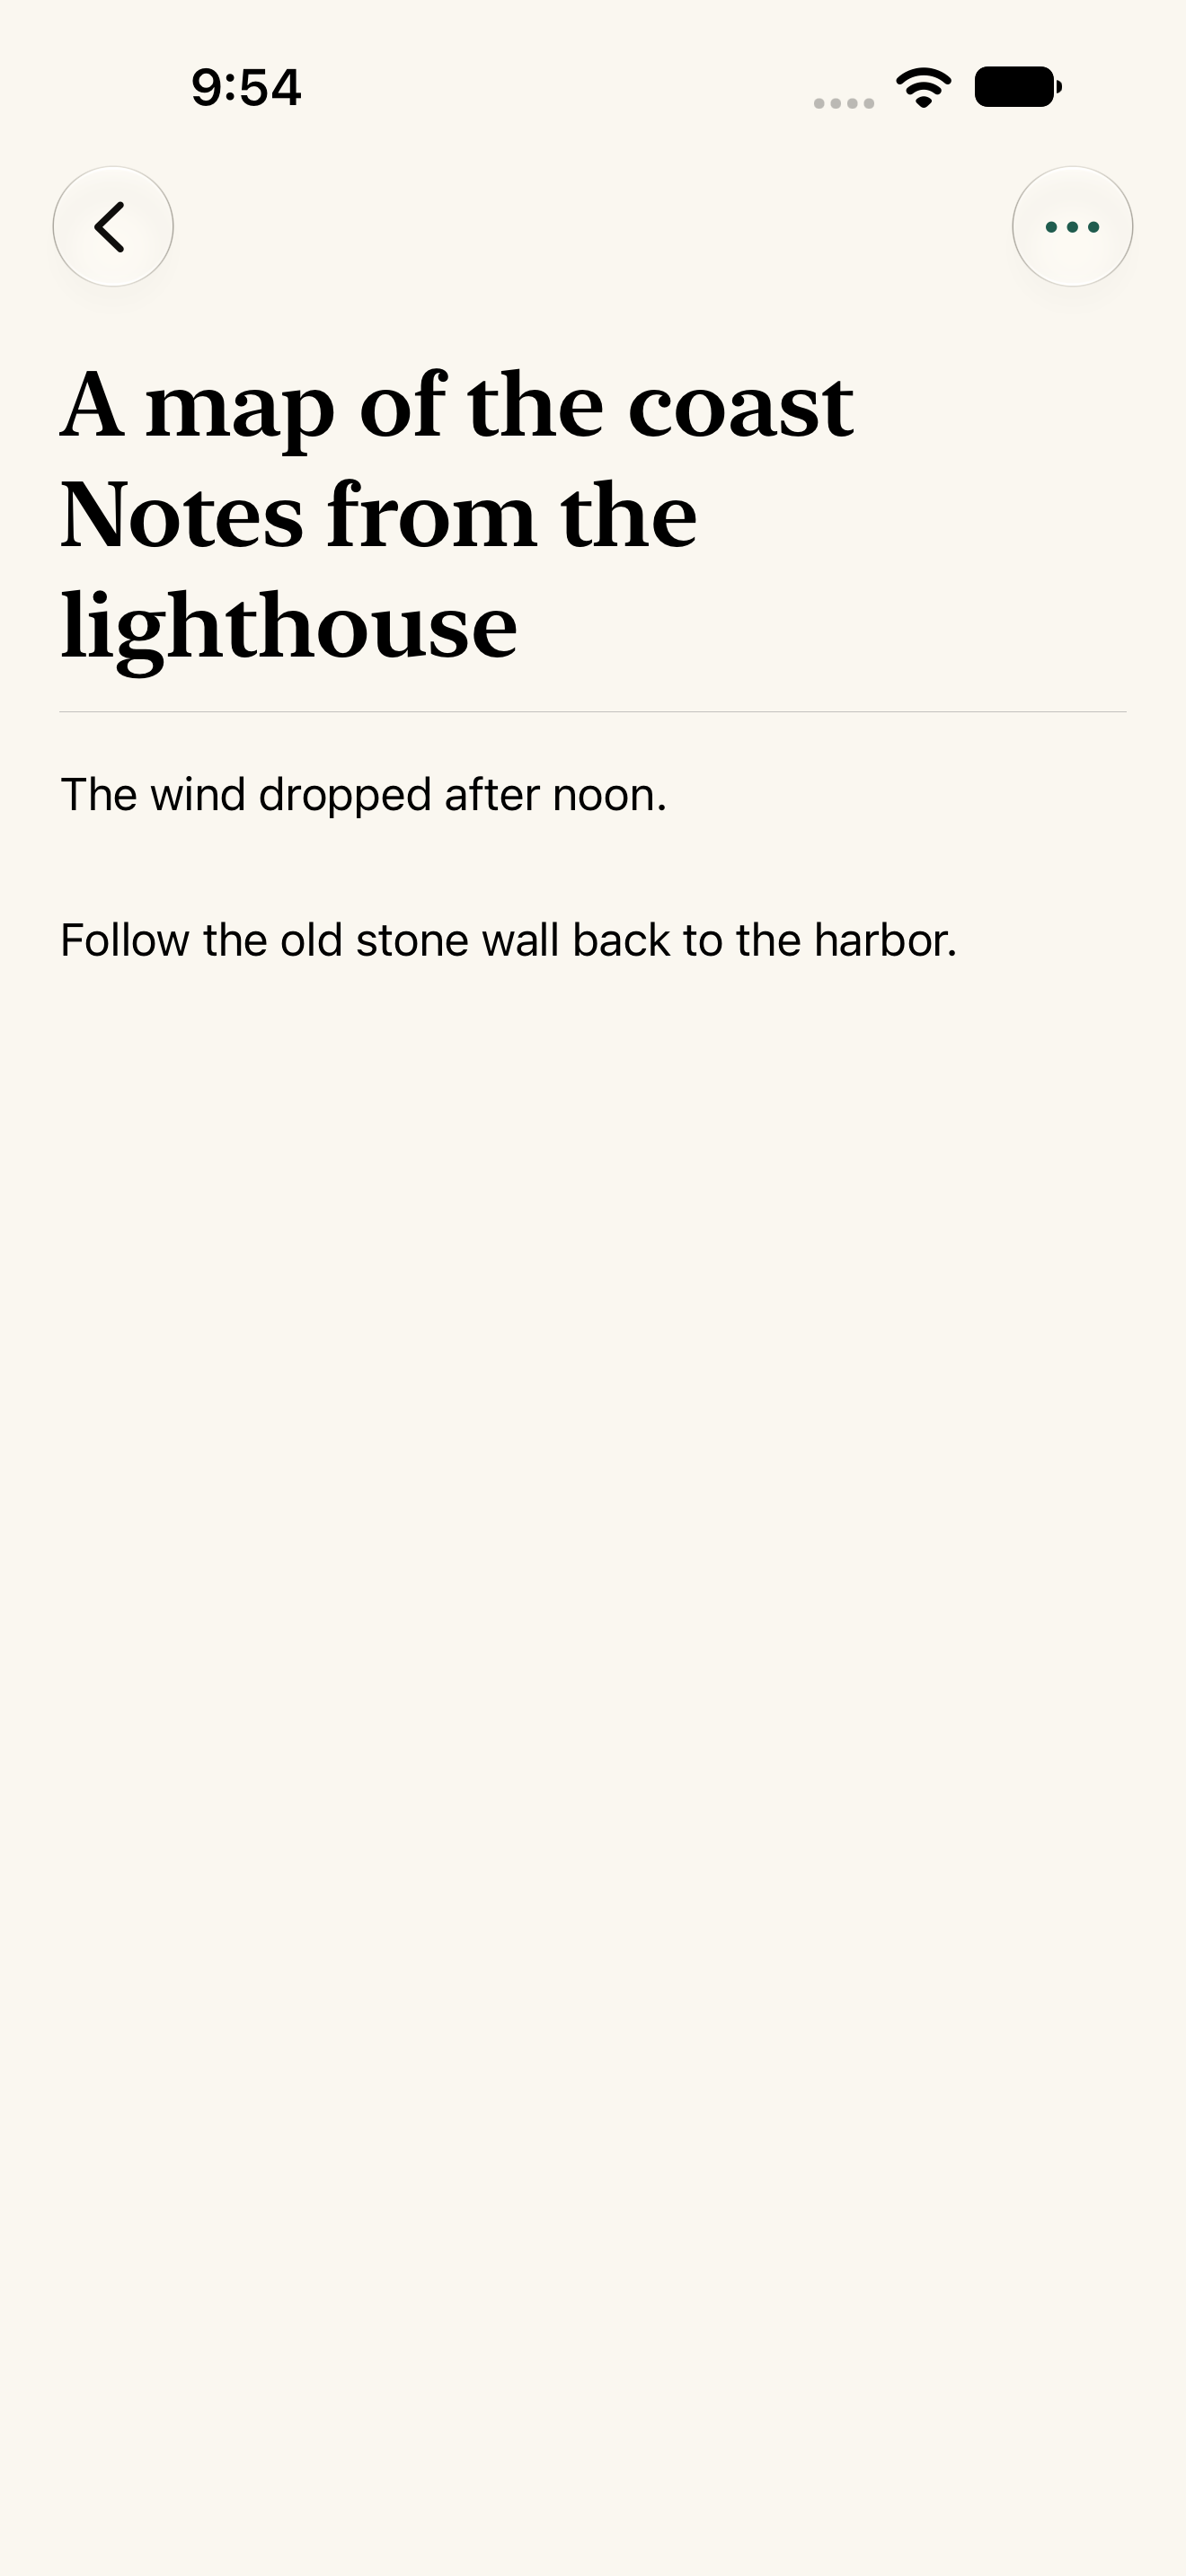 9:54
A map of the coast
Notes from the
lighthouse
The wind dropped after noon.
Follow the old stone wall back to the harbor.